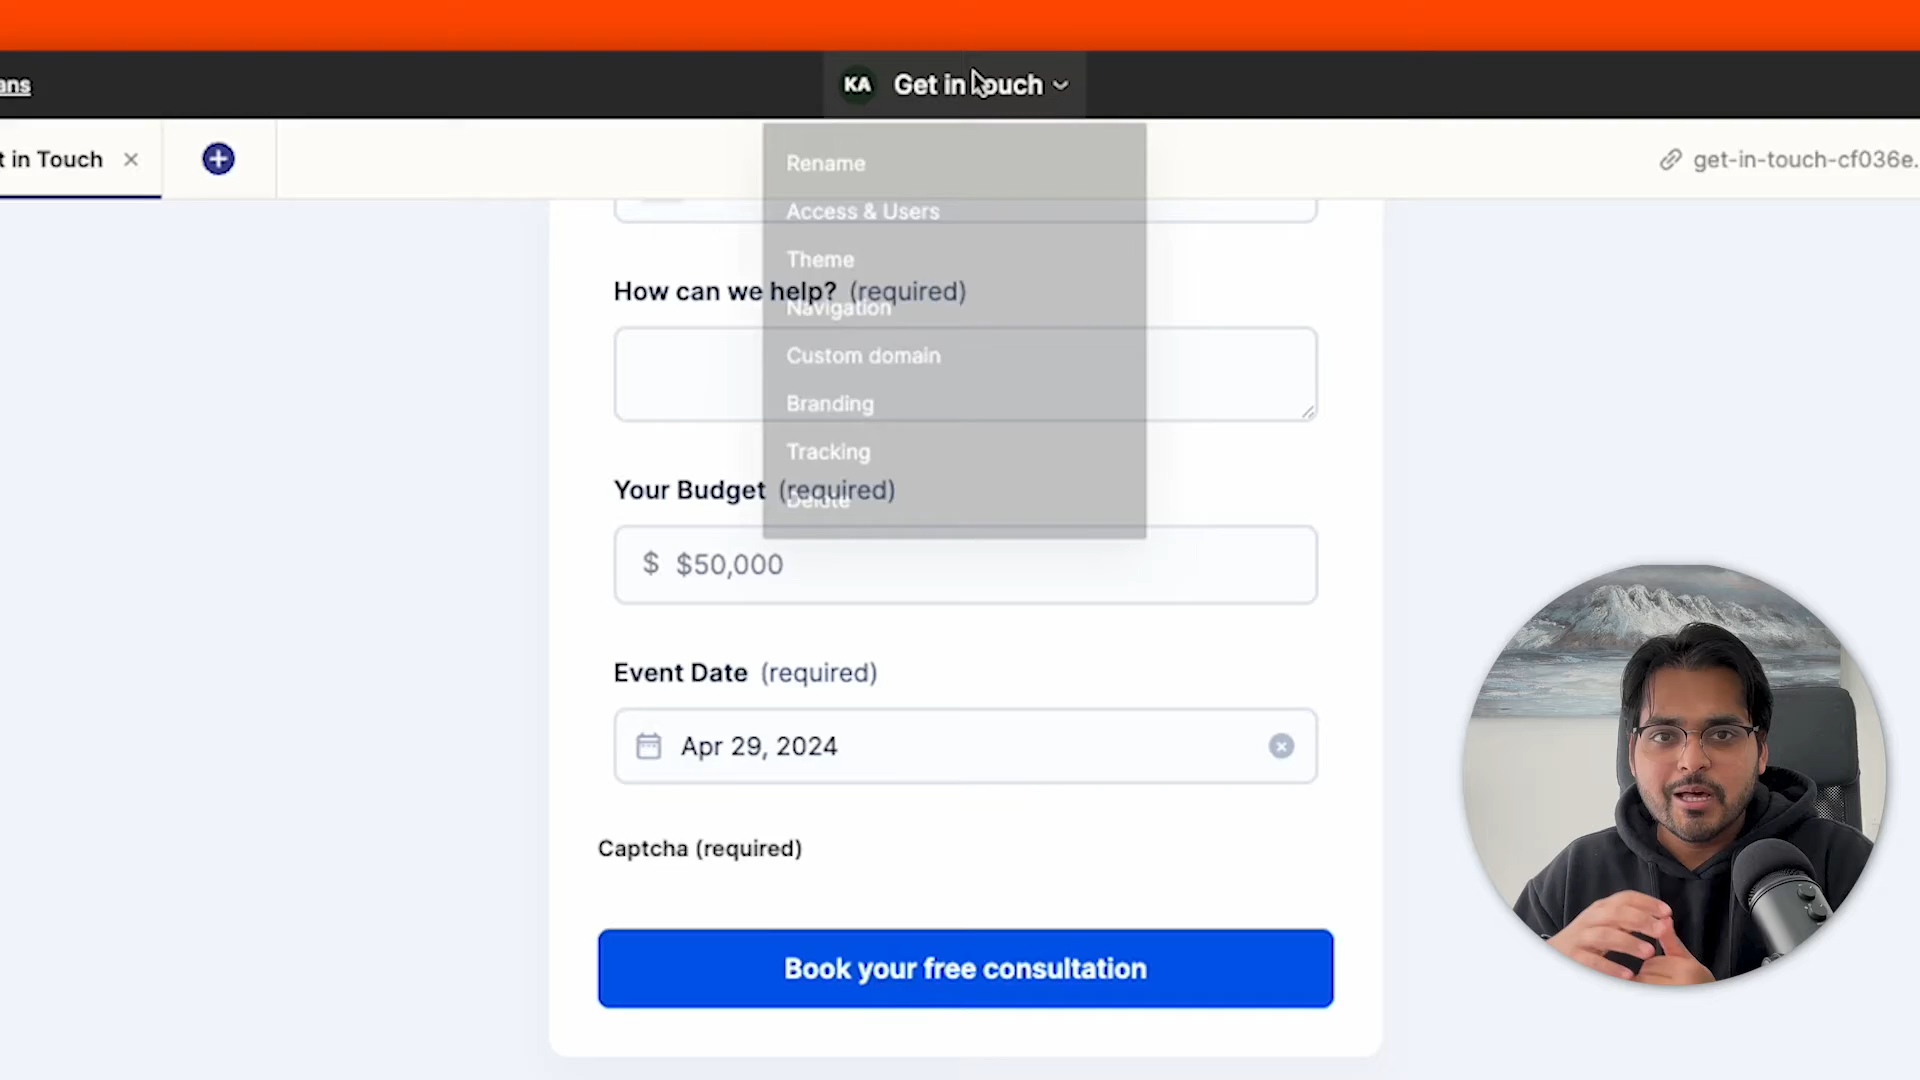 ans
KA Get in Touch
t in Touch
get-in-touch-cf036e.
Rename
Access & Users
Theme
How can we help? (required)
Navigation
Custom domain
Branding
Tracking
Your Budget (required)
Delete
$ $50,000
Event Date (required)
Apr 29, 2024
Captcha (required)
Book your free consultation